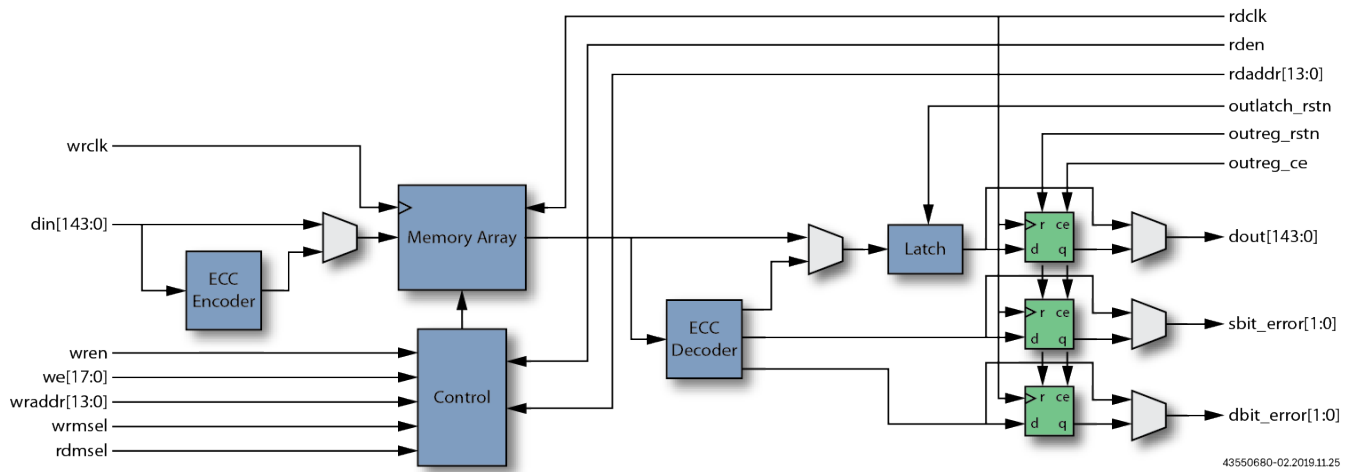 rdclk
rden
rdaddr[13:0]
outlatch_rstn
outreg_rstn
outreg_ce
wrclk
din[143:0]
ECC
Encoder
Memory Array
wren
we[17:0]
wraddr[13:0]
wrmsel
rdmsel
Control
ECC
Decoder
Latch
r ce
d q
dout[143:0]
r ce
d q
sbit_error[1:0]
r ce
d q
dbit_error[1:0]
43550680-02.2019.11.25